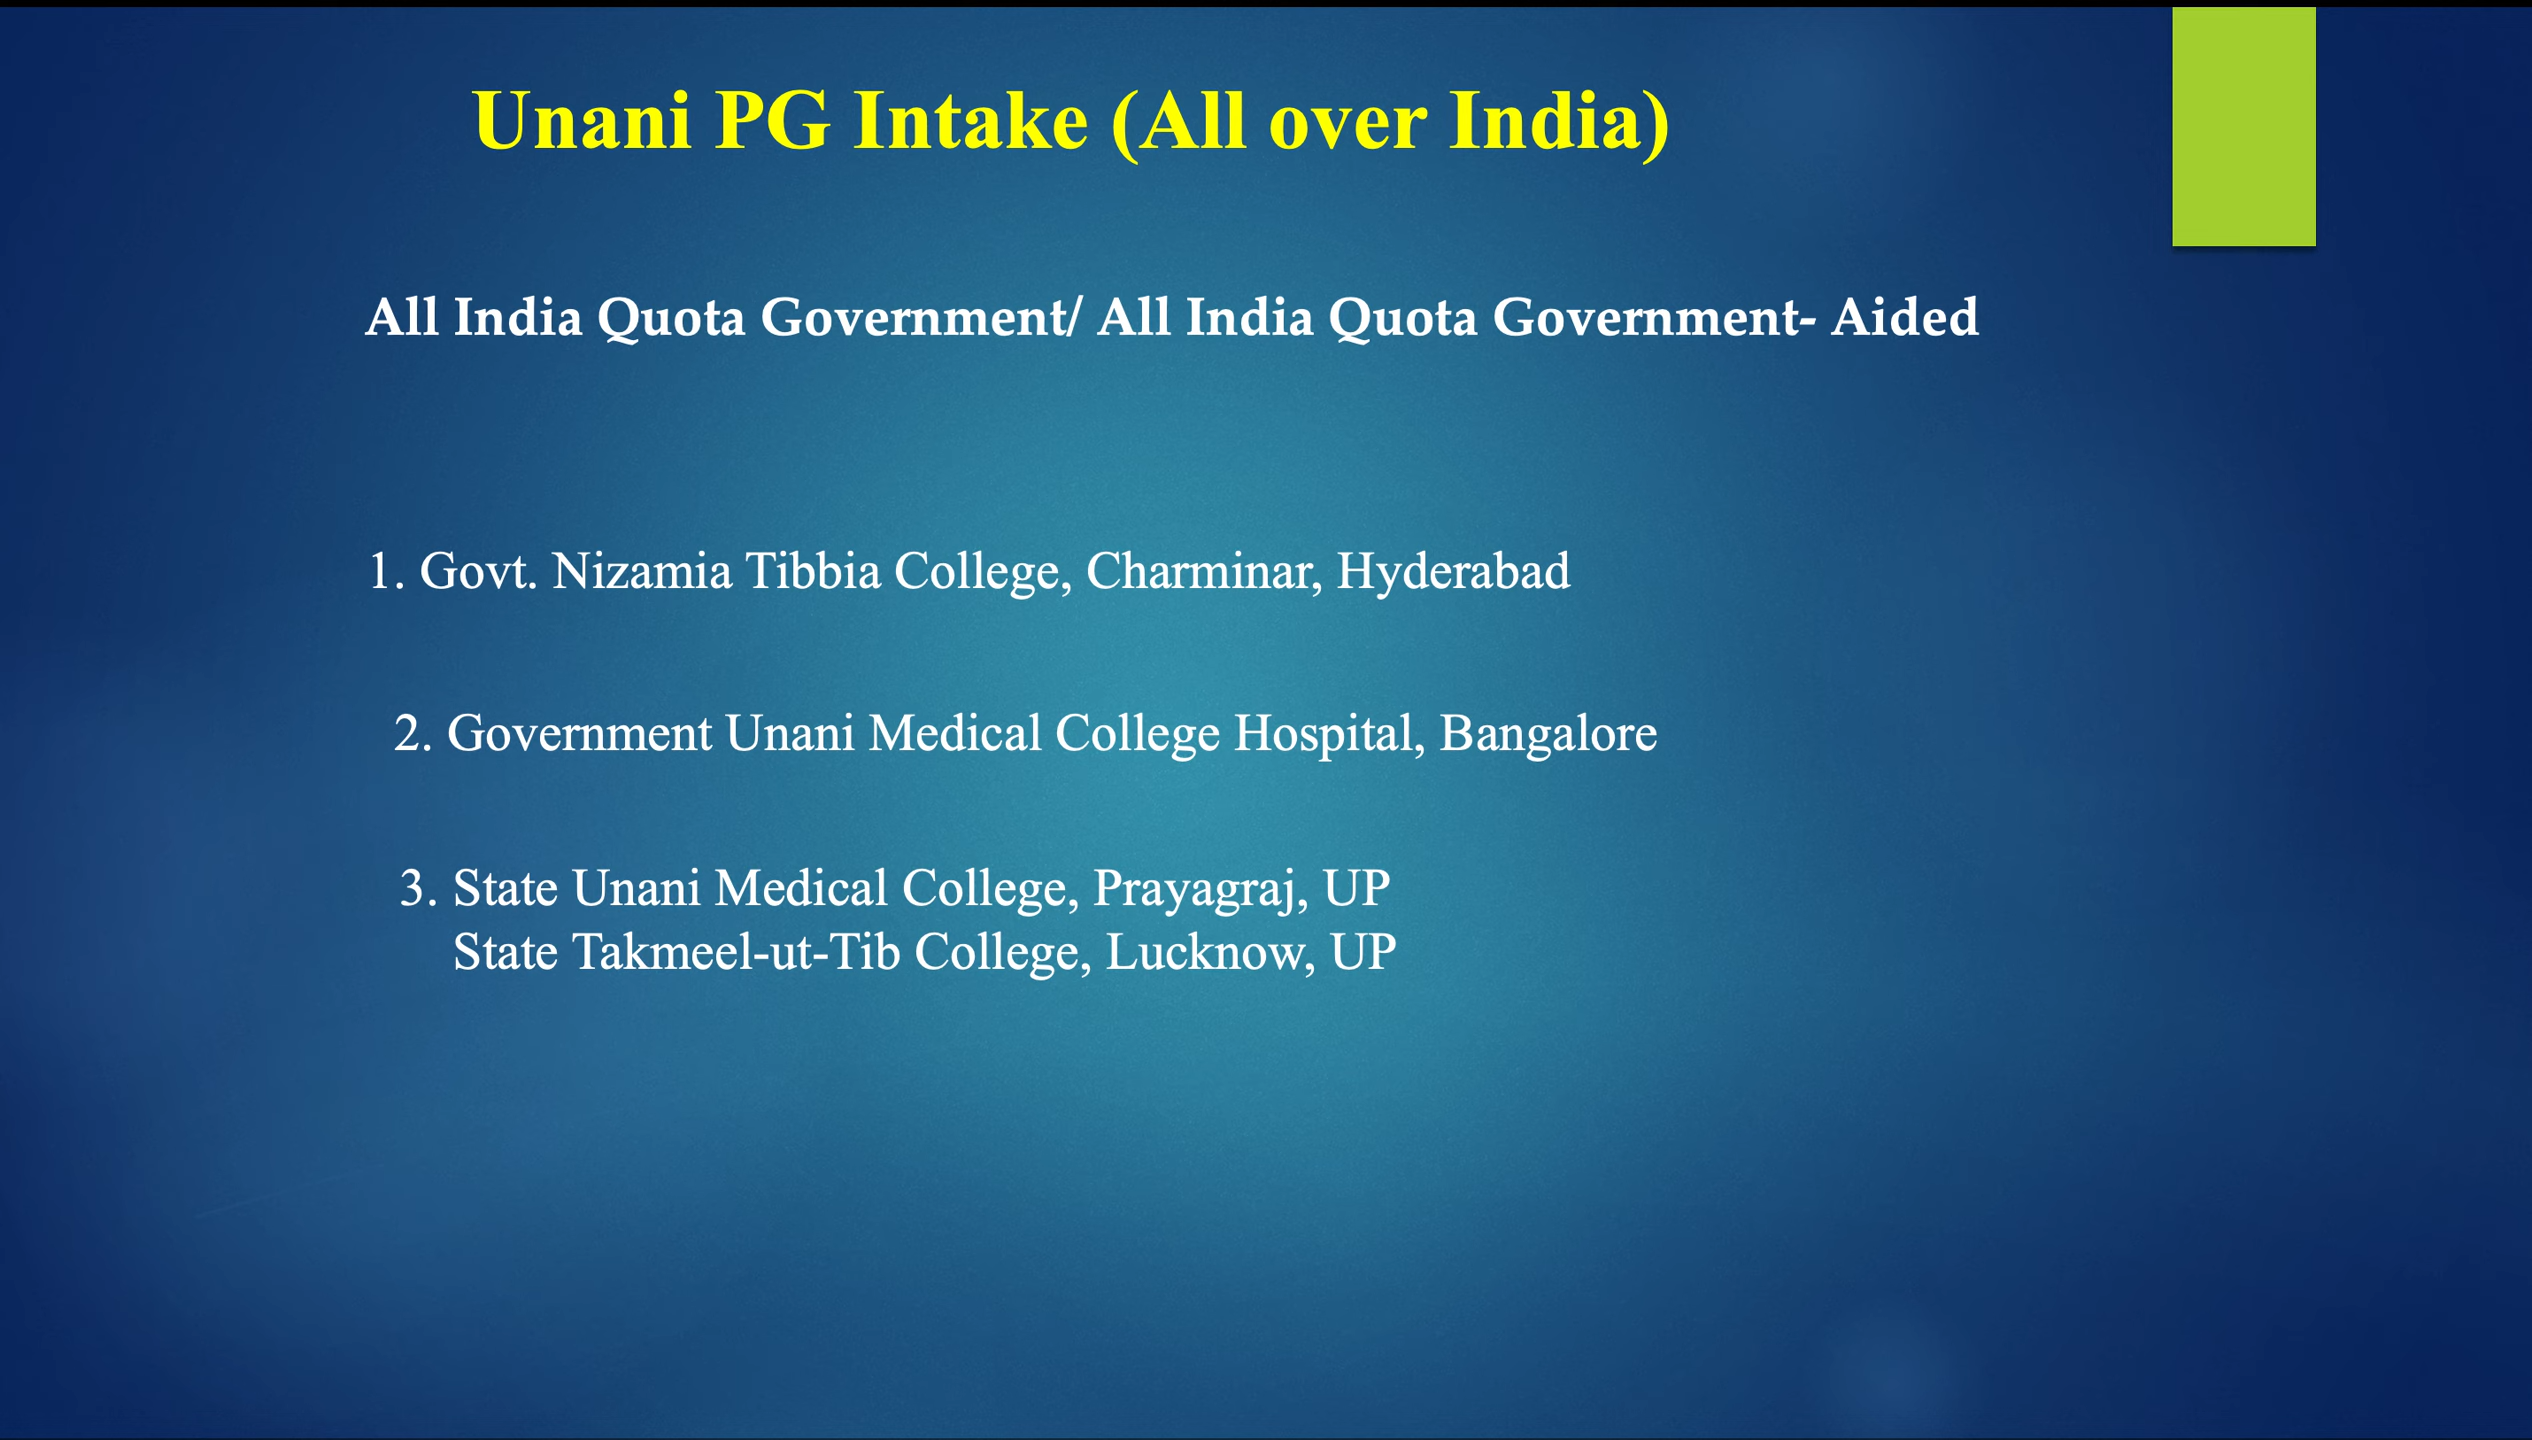 Unani PG Intake (All over India)
All India Quota Government/ All India Quota Government- Aided
1. Govt. Nizamia Tibbia College, Charminar, Hyderabad
2. Government Unani Medical College Hospital, Bangalore
3. State Unani Medical College, Prayagraj, UP
State Takmeel-ut-Tib College, Lucknow, UP